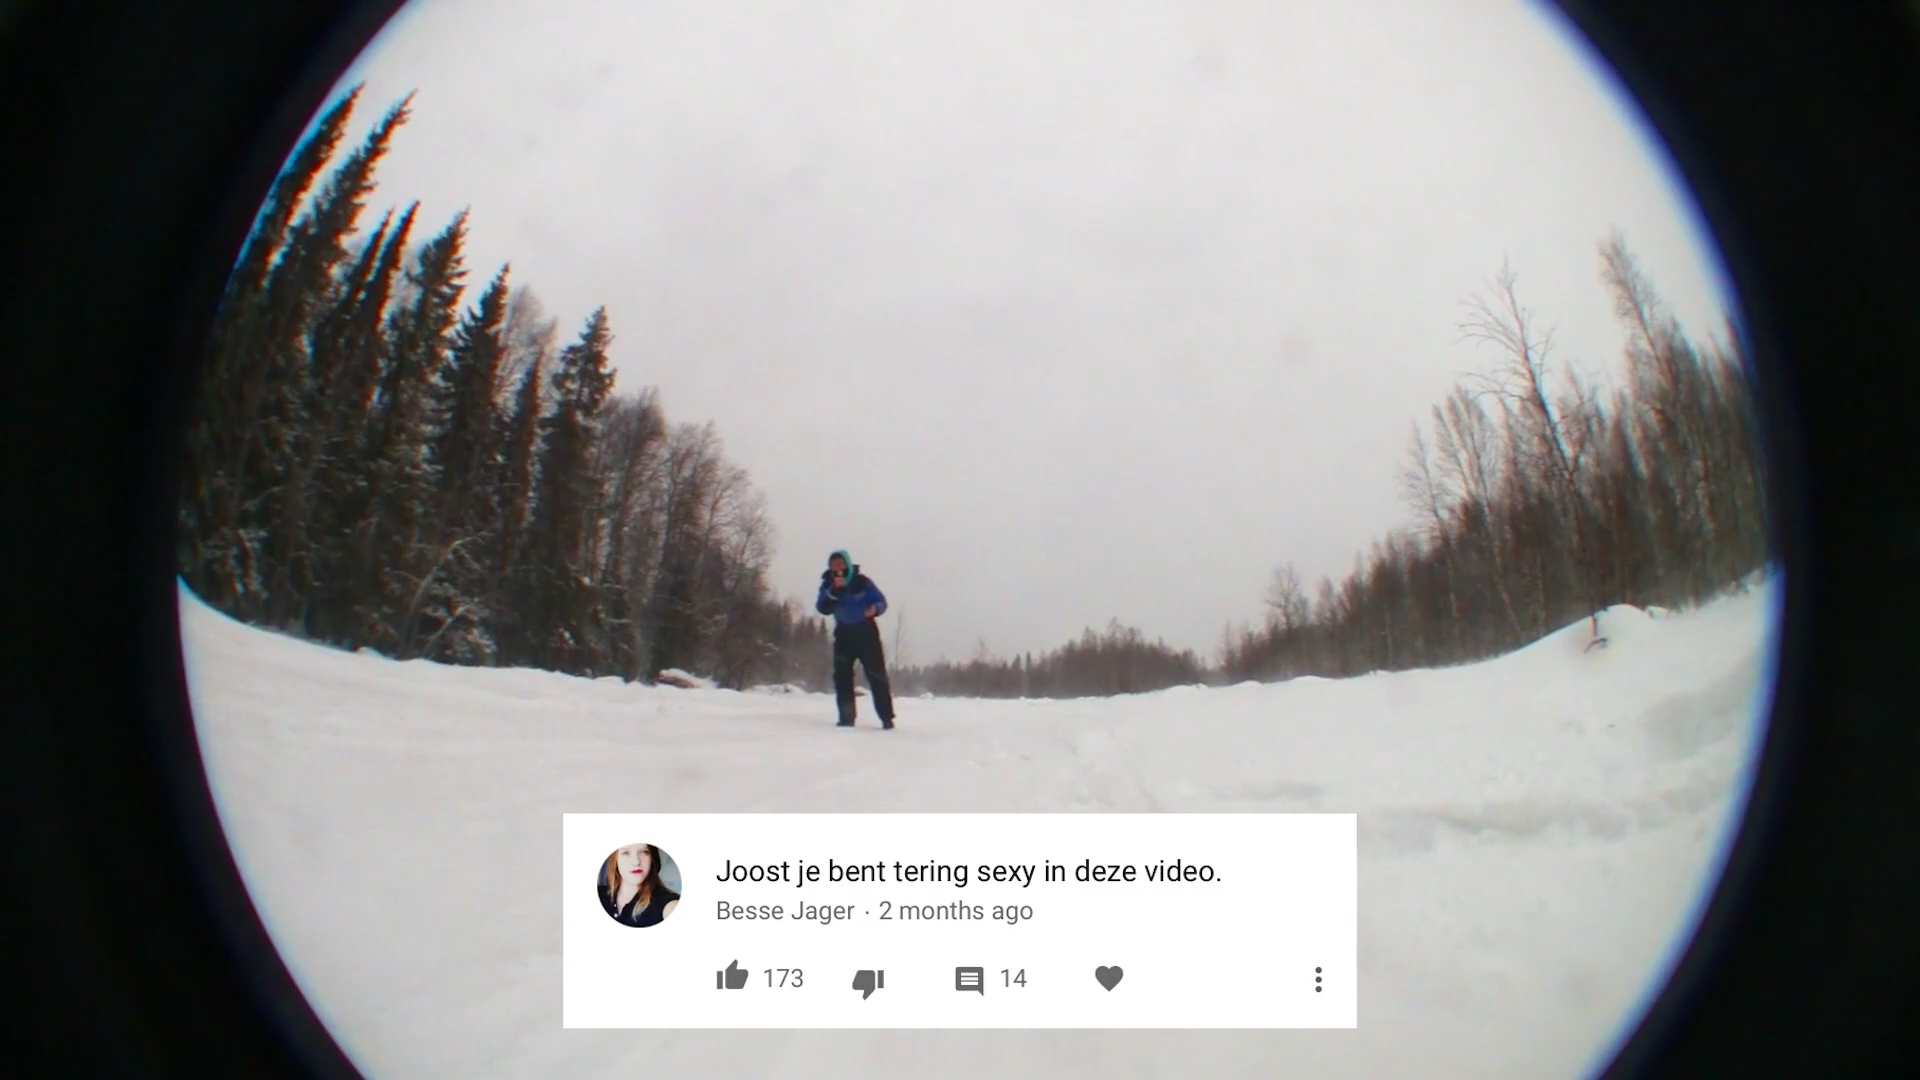 Joost je bent tering sexy in deze video.
Besse Jager · 2 months ago
173
14